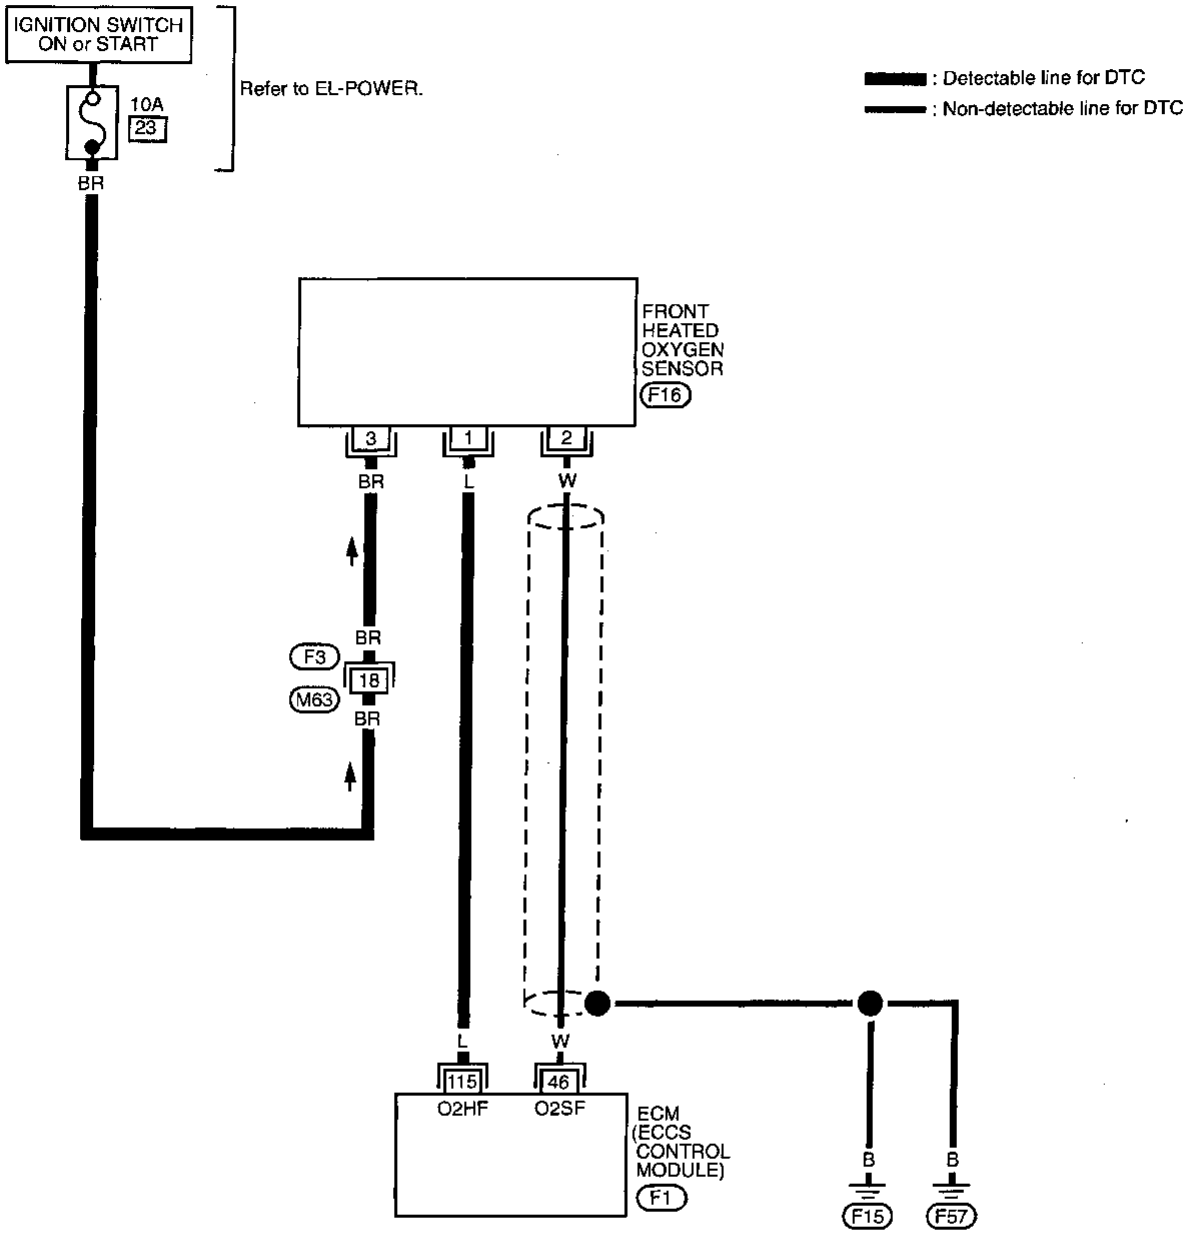 IGNITION SWITCH
ON or START
Refer to EL-POWER.
10A
23
BR
: Detectable line for DTC
: Non-detectable line for DTC
FRONT
HEATED
OXYGEN
SENSOR
F16
3
1
2
BR
L
W
BR
F3
18
M63
BR
L
W
115
46
O2HF
O2SF
ECM
(ECCS
CONTROL
MODULE)
F1
B
B
F15
F57